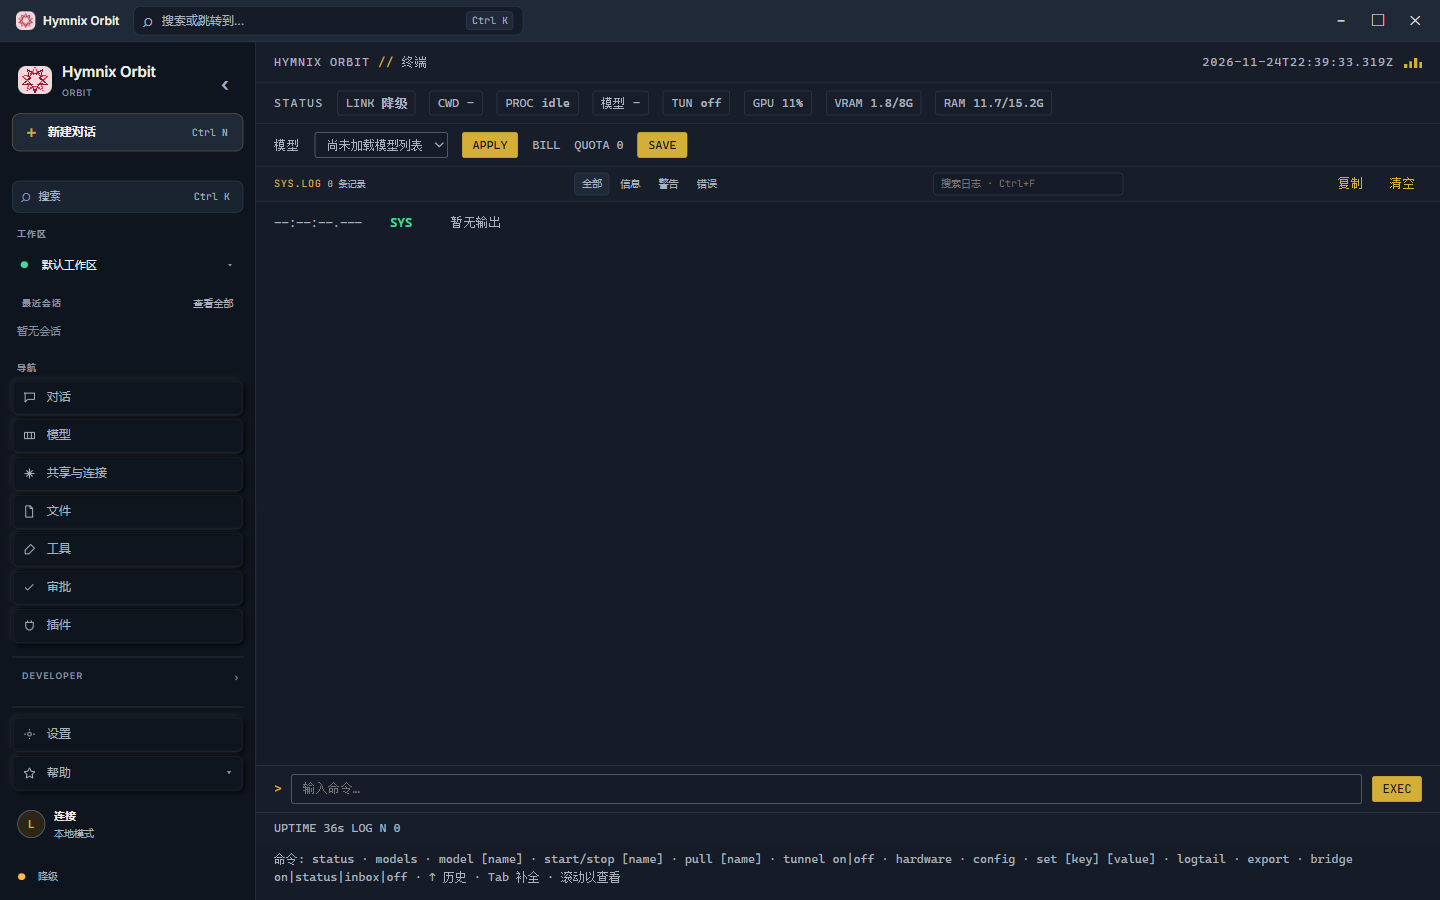 Hymnix Orbit
搜索或跳转到...
Ctrl K
Hymnix Orbit
ORBIT
+ 新建对话 Ctrl N
搜索 Ctrl K
工作区
默认工作区
最近会话 查看全部
暂无会话
导航
对话
模型
共享与连接
文件
工具
审批
插件
DEVELOPER
设置
帮助
L
连接
本地模式
降级
HYMNIX ORBIT // 终端
2026-11-24T22:39:33.319Z
STATUS LINK 降级 CWD — PROC idle 模型 — TUN off GPU 11% VRAM 1.8/8G RAM 11.7/15.2G
模型 尚未加载模型列表 APPLY BILL QUOTA 0 SAVE
SYS.LOG 0 条记录 全部 信息 警告 错误 搜索日志 · Ctrl+F 复制 清空
--:--:--.--- SYS 暂无输出
> 输入命令... EXEC
UPTIME 36s LOG N 0
命令: status · models · model [name] · start/stop [name] · pull [name] · tunnel on|off · hardware · config · set [key] [value] · logtail · export · bridge
on|status|inbox|off · ↑ 历史 · Tab 补全 · 滚动以查看